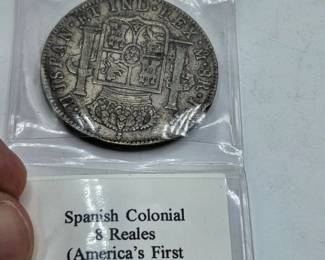 HISPAN·ET IND·REX·M·8R·
Spanish Colonial
8 Reales
(America's First